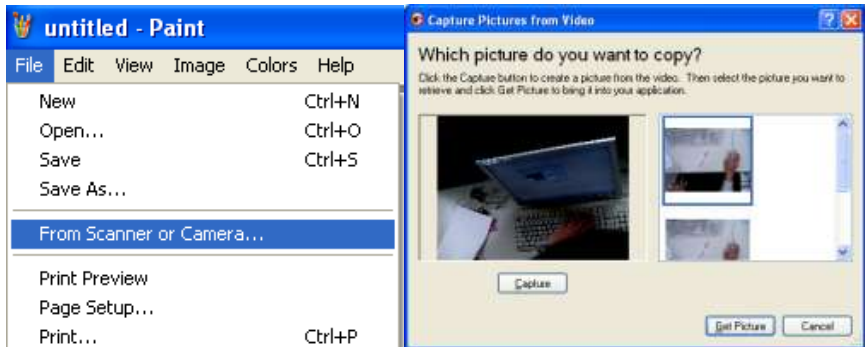 untitled - Paint
File Edit View Image Colors Help
New Ctrl+N
Open... Ctrl+O
Save Ctrl+S
Save As...
From Scanner or Camera...
Print Preview
Page Setup...
Print... Ctrl+P
Capture Pictures from Video
Which picture do you want to copy?
Click the Capture button to create a picture from the video. Then select the picture you want to
retrieve and click Get Picture to bring it into your application.
Capture
Get Picture Cancel